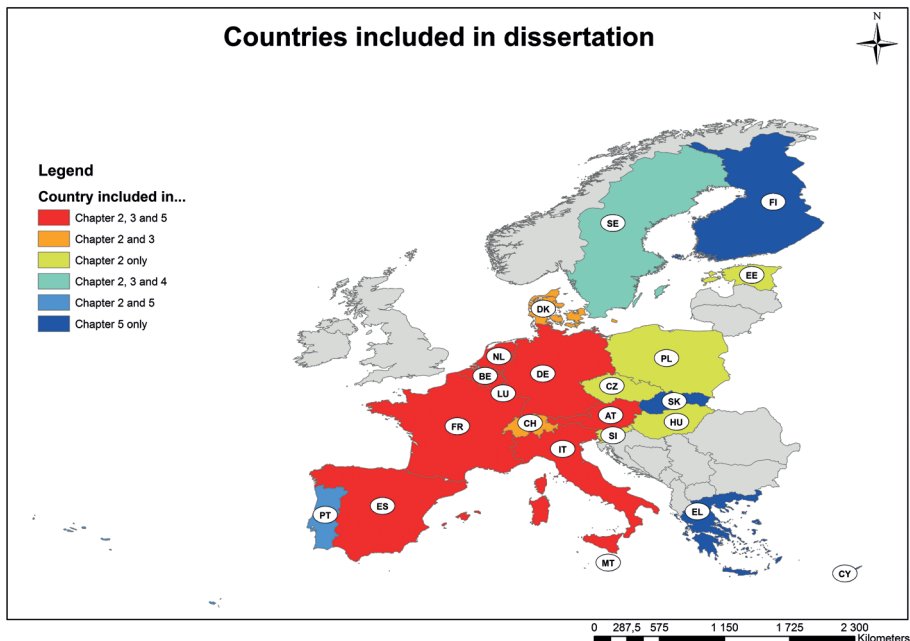 Countries included in dissertation
N
Legend
Country included in...
Chapter 2, 3 and 5
Chapter 2 and 3
Chapter 2 only
Chapter 2, 3 and 4
Chapter 2 and 5
Chapter 5 only
FI
SE
EE
DK
NL
PL
BE
DE
CZ
LU
SK
AT
FR
CH
HU
SI
IT
ES
PT
EL
MT
CY
0 287,5 575 1 150 1 725 2 300
Kilometers